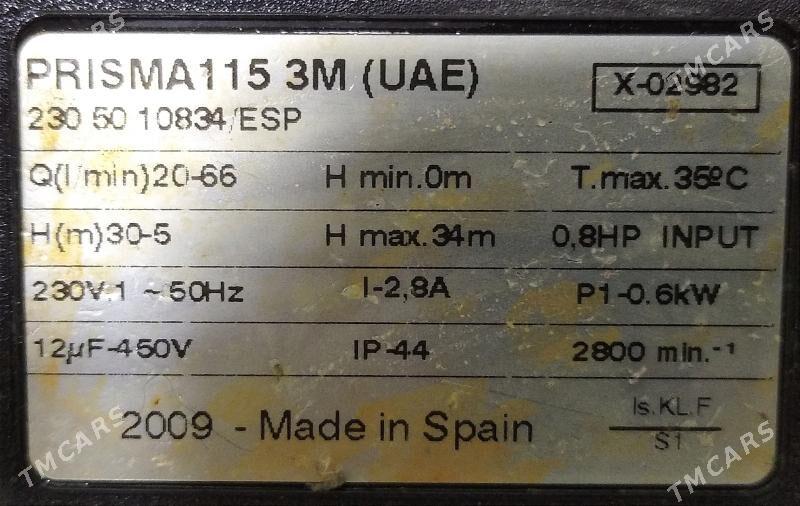 PRISMA115 3M (UAE) X-02982
230 50 10834/ESP
Q(l/min)20-66 H min.0m T.max.35ºC
H(m)30-5 H max.34m 0,8HP INPUT
230V.1 ~ 50Hz I-2,8A P1-0.6kW
12µF-450V IP-44 2800 min.-¹
2009 - Made in Spain Is.KL.F
S1
TMCARS
TMCARS
TMCARS
TMCARS